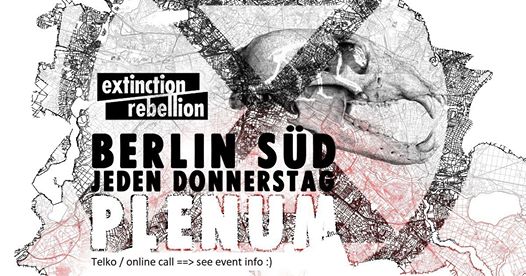 extinction
rebellion
BERLIN SÜD
JEDEN DONNERSTAG
PLENUM
Telko / online call ==> see event info :)